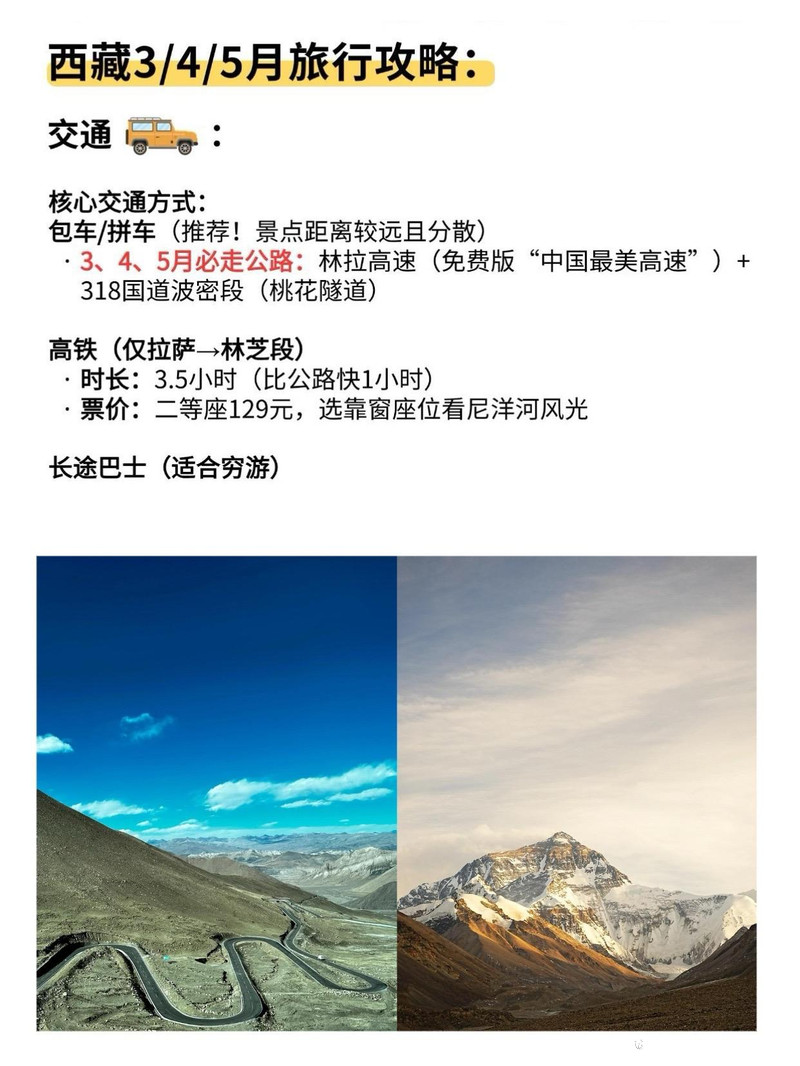 西藏3/4/5月旅行攻略：
交通：
核心交通方式：
包车/拼车（推荐！景点距离较远且分散）
· 3、4、5月必走公路：林拉高速（免费版“中国最美高速”）+
318国道波密段（桃花隧道）
高铁（仅拉萨→林芝段）
· 时长：3.5小时（比公路快1小时）
· 票价：二等座129元，选靠窗座位看尼洋河风光
长途巴士（适合穷游）